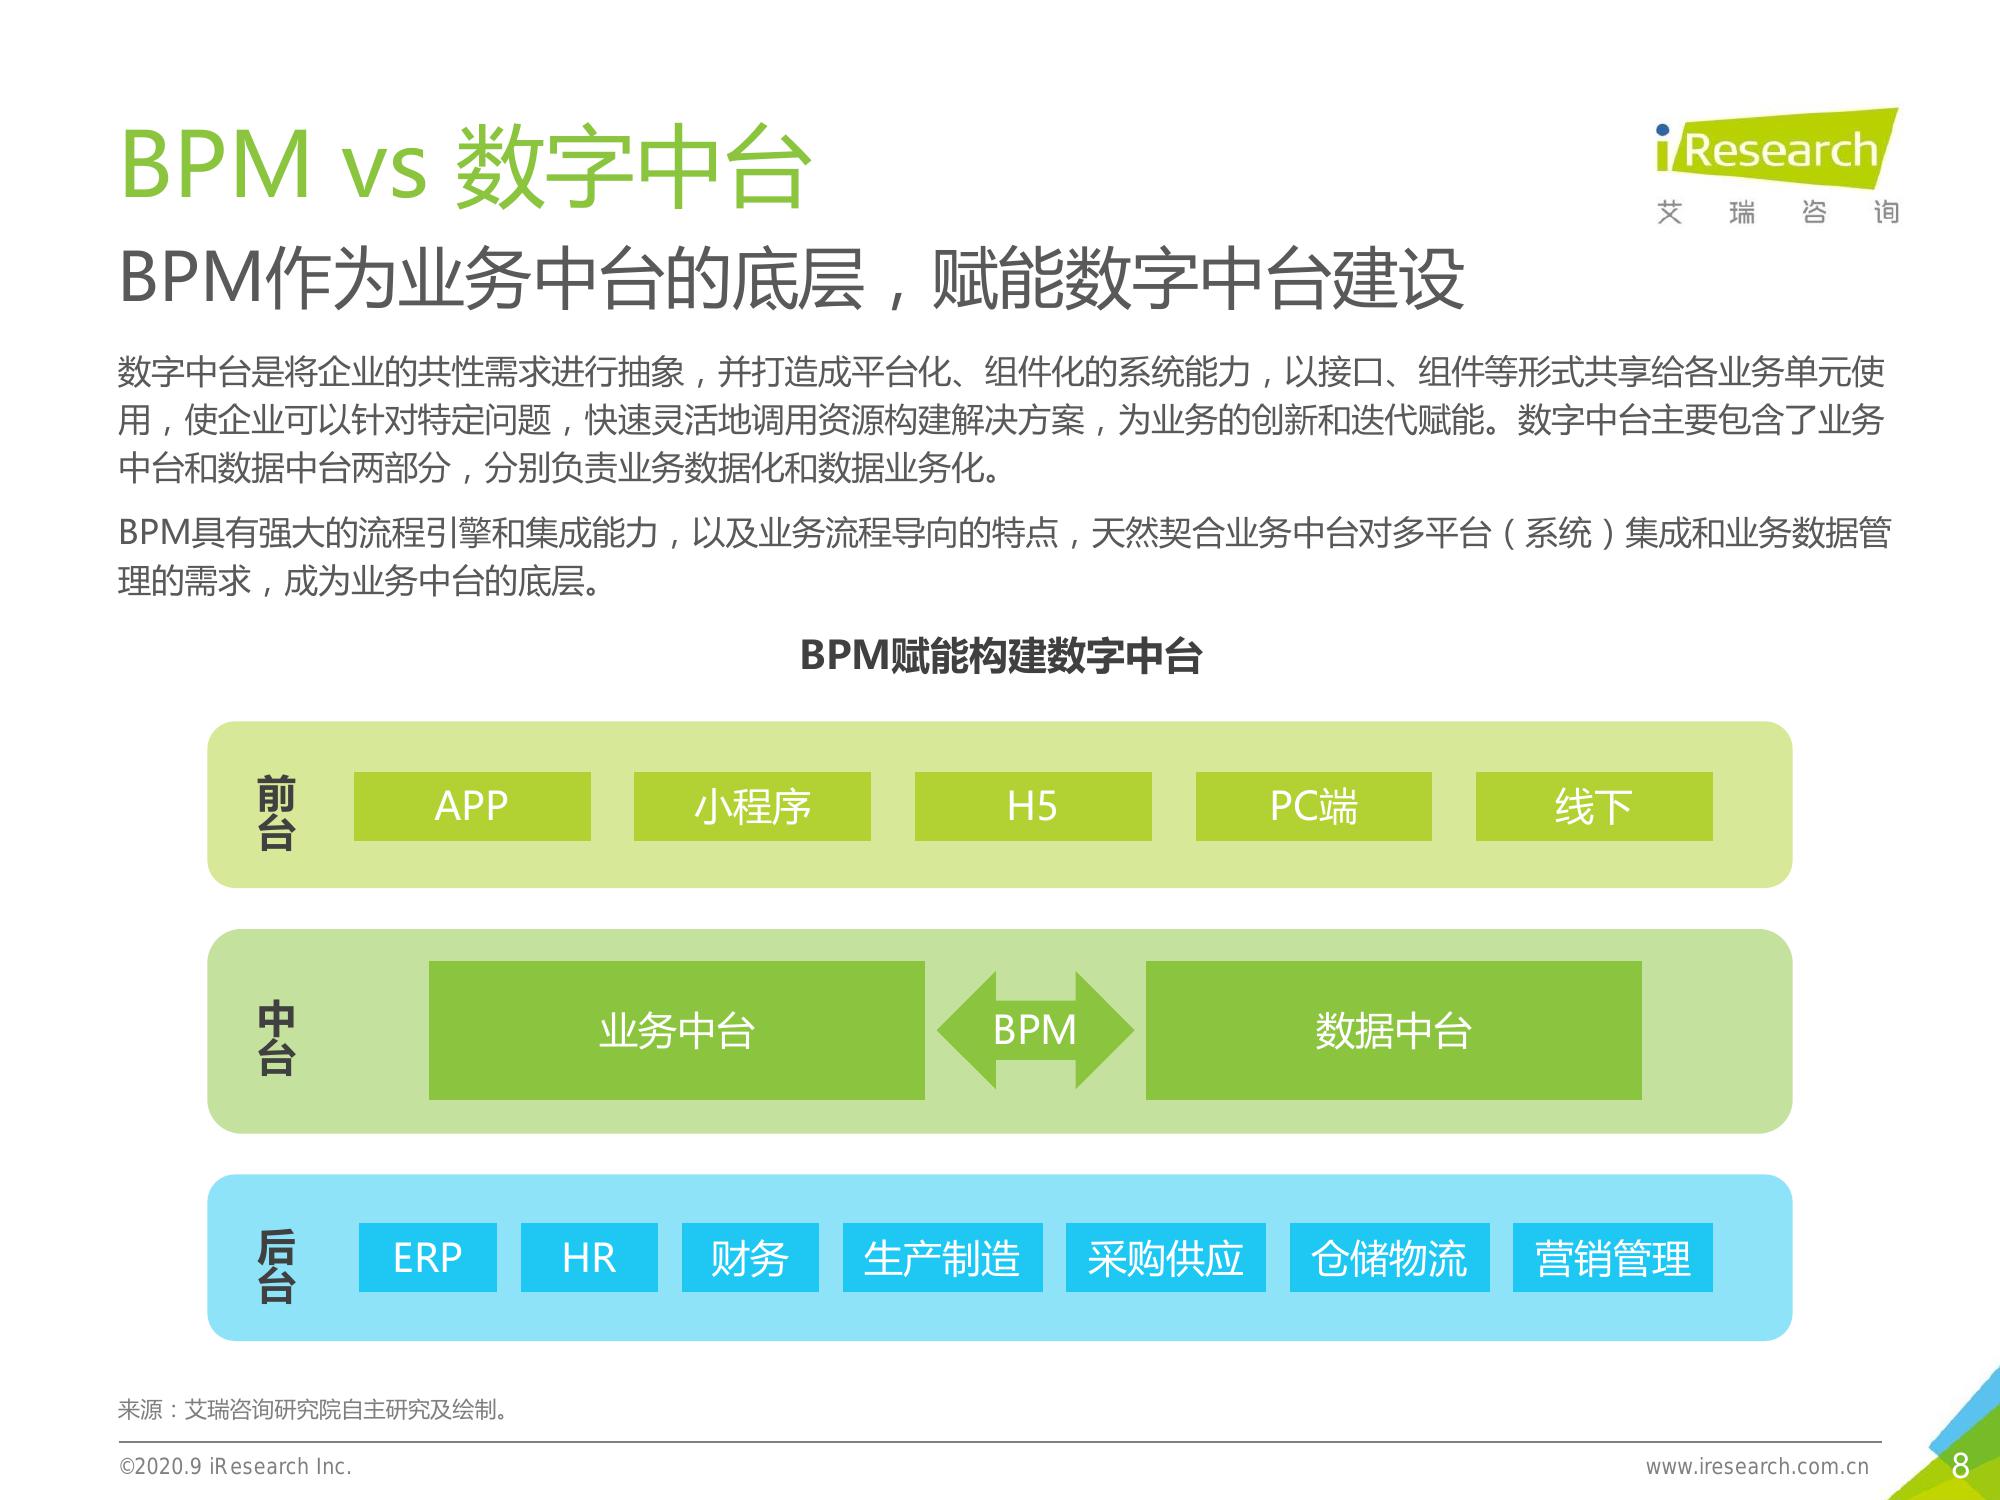 BPM vs 数字中台
iResearch
艾瑞咨询
BPM作为业务中台的底层，赋能数字中台建设
数字中台是将企业的共性需求进行抽象，并打造成平台化、组件化的系统能力，以接口、组件等形式共享给各业务单元使
用，使企业可以针对特定问题，快速灵活地调用资源构建解决方案，为业务的创新和迭代赋能。数字中台主要包含了业务
中台和数据中台两部分，分别负责业务数据化和数据业务化。
BPM具有强大的流程引擎和集成能力，以及业务流程导向的特点，天然契合业务中台对多平台（系统）集成和业务数据管
理的需求，成为业务中台的底层。
BPM赋能构建数字中台
前台
APP
小程序
H5
PC端
线下
中台
业务中台
BPM
数据中台
后台
ERP
HR
财务
生产制造
采购供应
仓储物流
营销管理
来源：艾瑞咨询研究院自主研究及绘制。
©2020.9 iResearch Inc.
www.iresearch.com.cn
8